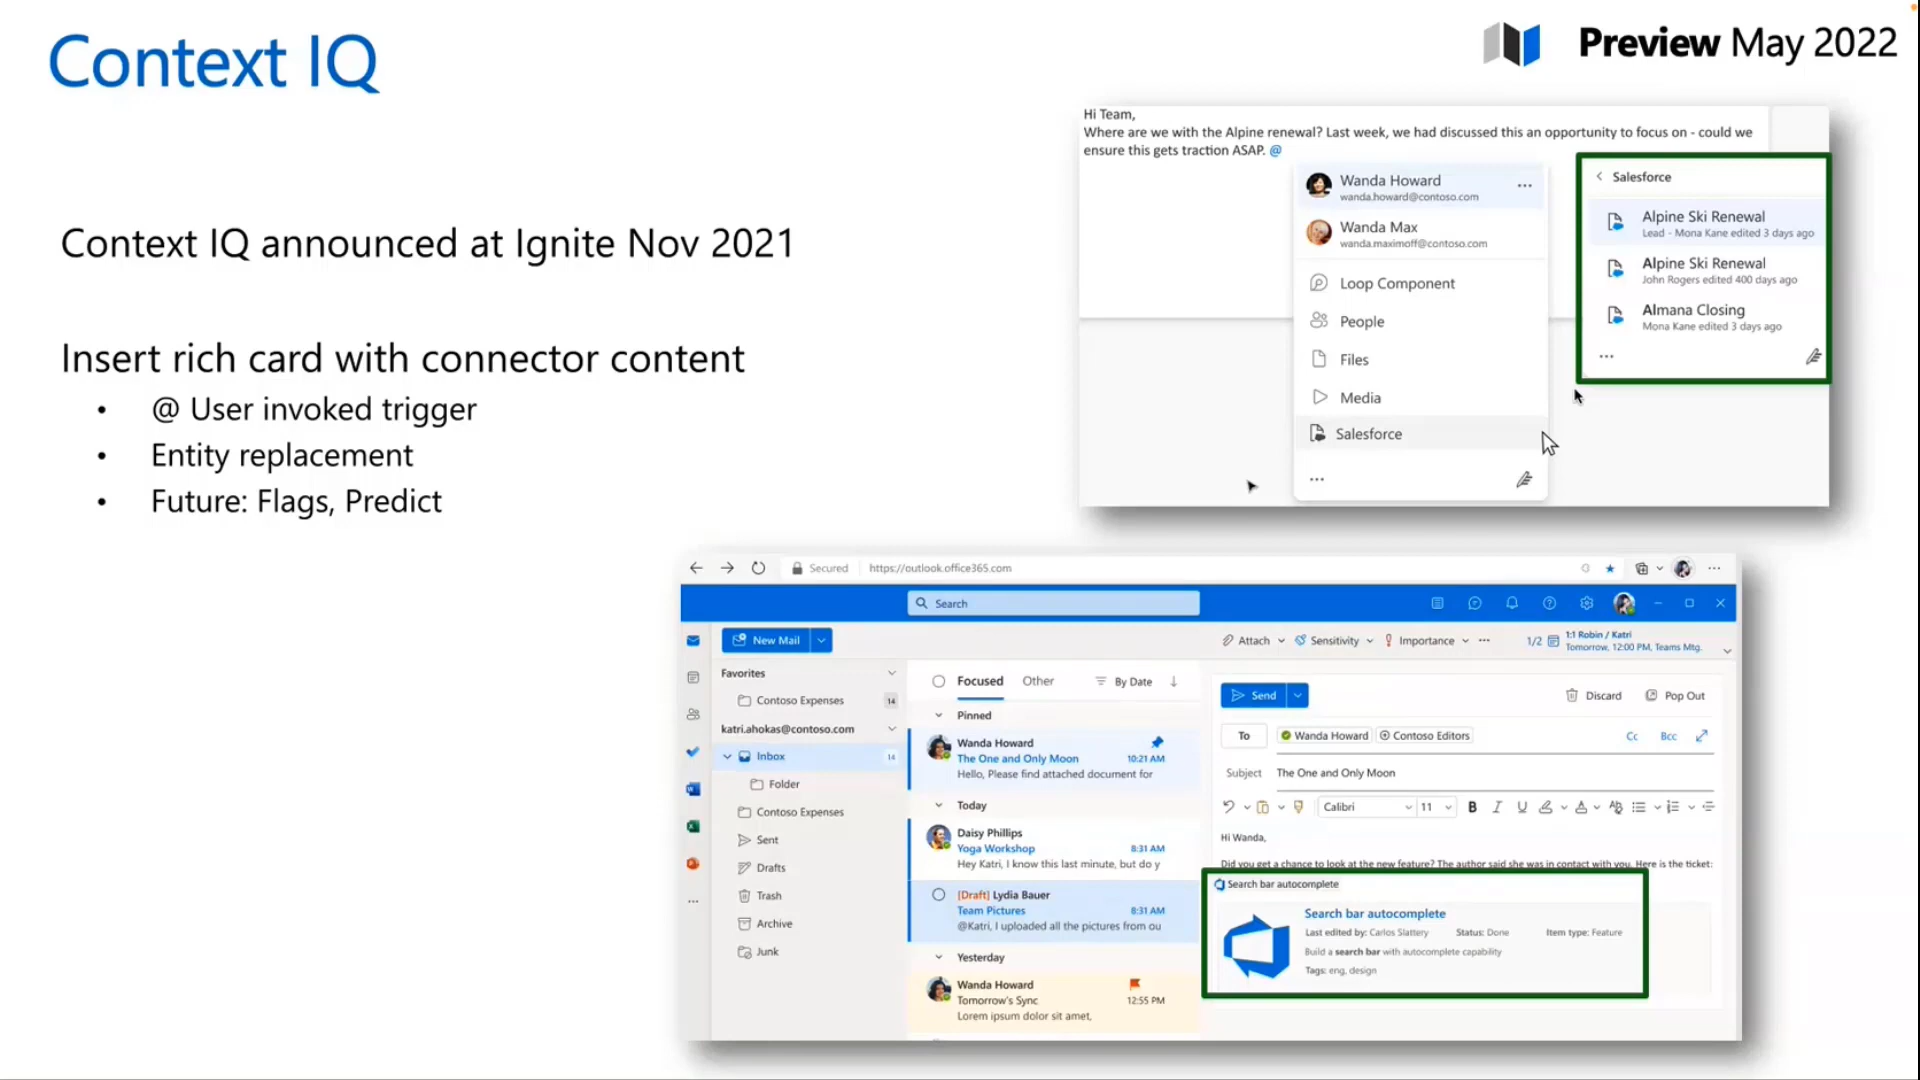 Context IQ
Preview May 2022
Context IQ announced at Ignite Nov 2021
Insert rich card with connector content
• @ User invoked trigger
• Entity replacement
• Future: Flags, Predict
Hi Team,
Where are we with the Alpine renewal? Last week, we had discussed this an opportunity to focus on - could we
ensure this gets traction ASAP. @
Wanda Howard
wanda.howard@contoso.com
Wanda Max
wanda.maximoff@contoso.com
Loop Component
People
Files
Media
Salesforce
Salesforce
Alpine Ski Renewal
Lead - Mona Kane edited 3 days ago
Alpine Ski Renewal
John Rogers edited 400 days ago
Almana Closing
Mona Kane edited 3 days ago
Secured https://outlook.office365.com
Search
New Mail
Attach Sensitivity Importance
1/2 1:1 Robin / Katri
Tomorrow, 12:00 PM, Teams Mtg.
Favorites
Contoso Expenses 14
katri.ahokas@contoso.com
Inbox 14
Folder
Contoso Expenses
Sent
Drafts
Trash
Archive
Junk
Focused Other By Date
Pinned
Wanda Howard
The One and Only Moon 10:21 AM
Hello, Please find attached document for
Today
Daisy Phillips
Yoga Workshop 8:31 AM
Hey Katri, I know this last minute, but do y
[Draft] Lydia Bauer
Team Pictures 8:31 AM
@Katri, I uploaded all the pictures from ou
Yesterday
Wanda Howard
Tomorrow's Sync 12:55 PM
Lorem ipsum dolor sit amet,
Send Discard Pop Out
To Wanda Howard Contoso Editors Cc Bcc
Subject The One and Only Moon
Calibri 11 B I U
Hi Wanda,
Did you get a chance to look at the new feature? The author said she was in contact with you. Here is the ticket:
Search bar autocomplete
Search bar autocomplete
Last edited by: Carlos Slattery Status: Done Item type: Feature
Build a search bar with autocomplete capability
Tags: eng, design